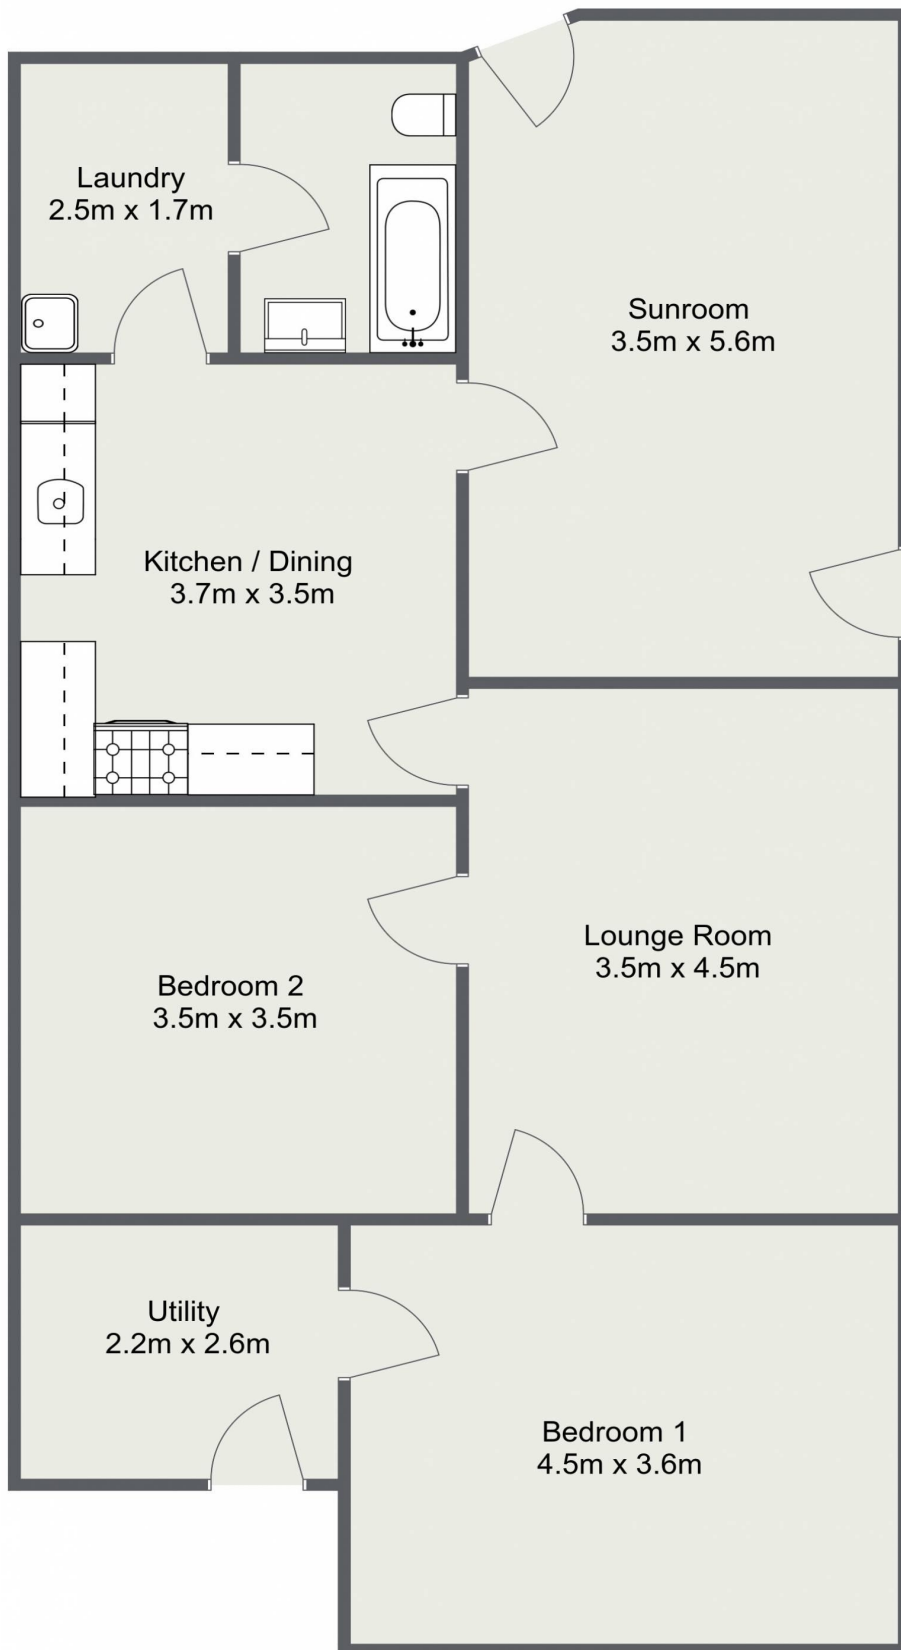 Laundry
2.5m x 1.7m
Sunroom
3.5m x 5.6m
Kitchen / Dining
3.7m x 3.5m
Lounge Room
3.5m x 4.5m
Bedroom 2
3.5m x 3.5m
Utility
2.2m x 2.6m
Bedroom 1
4.5m x 3.6m